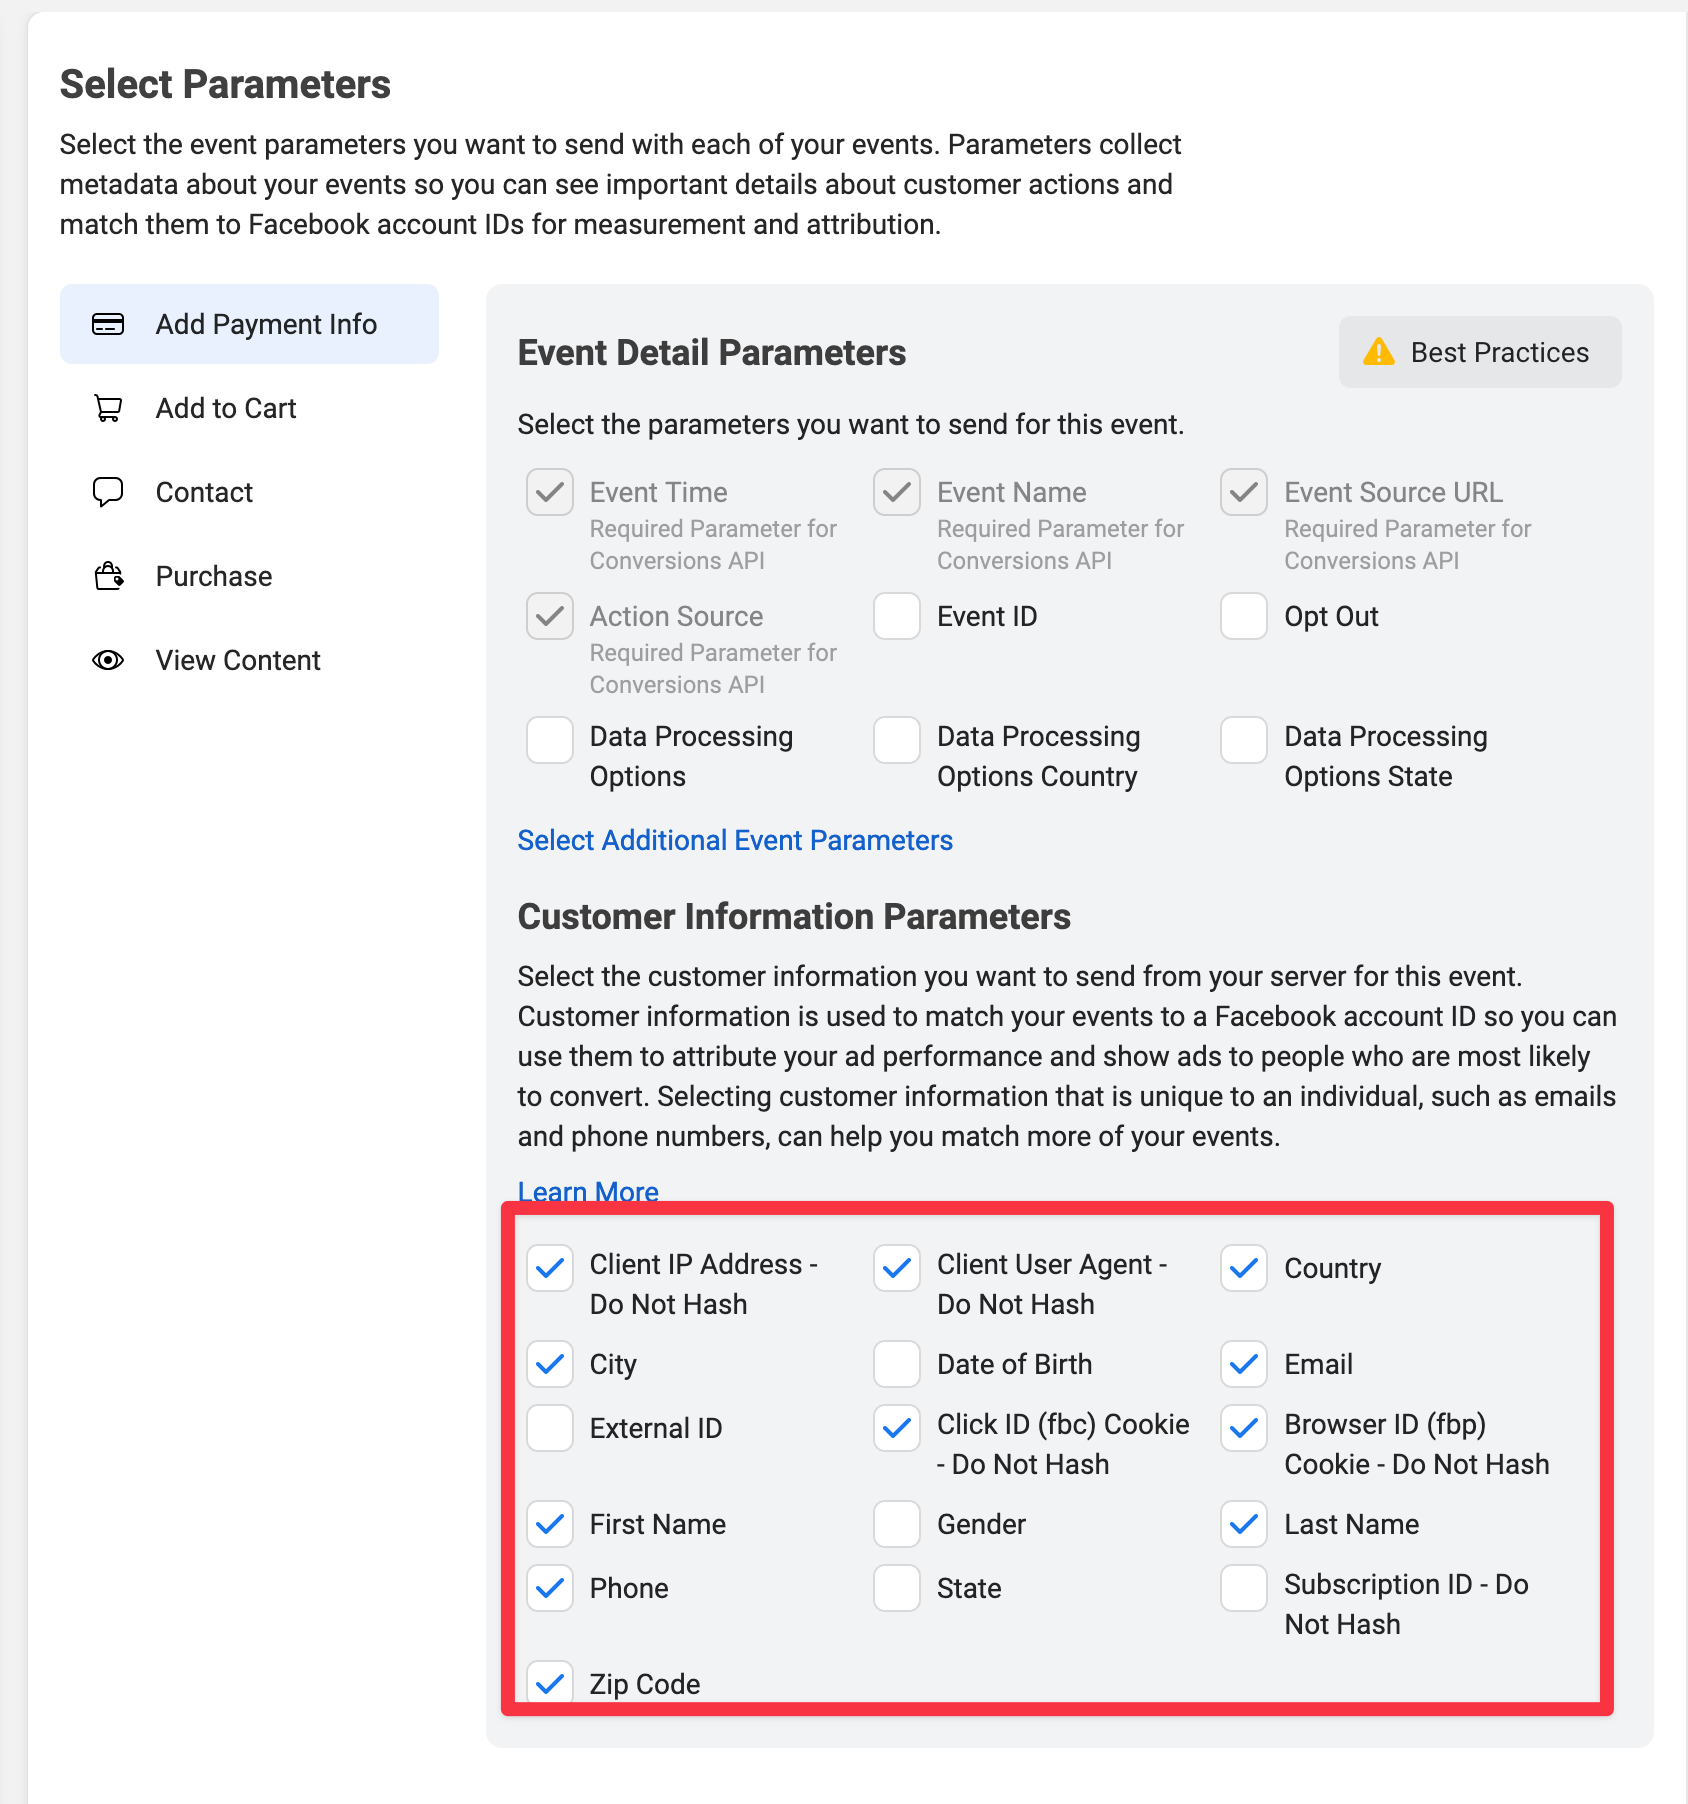 Select Parameters
Select the event parameters you want to send with each of your events. Parameters collect
metadata about your events so you can see important details about customer actions and
match them to Facebook account IDs for measurement and attribution.
Add Payment Info
Add to Cart
Contact
Purchase
View Content
Event Detail Parameters
Best Practices
Select the parameters you want to send for this event.
Event Time
Required Parameter for
Conversions API
Event Name
Required Parameter for
Conversions API
Event Source URL
Required Parameter for
Conversions API
Action Source
Required Parameter for
Conversions API
Event ID
Opt Out
Data Processing
Options
Data Processing
Options Country
Data Processing
Options State
Select Additional Event Parameters
Customer Information Parameters
Select the customer information you want to send from your server for this event.
Customer information is used to match your events to a Facebook account ID so you can
use them to attribute your ad performance and show ads to people who are most likely
to convert. Selecting customer information that is unique to an individual, such as emails
and phone numbers, can help you match more of your events.
Learn More
Client IP Address -
Do Not Hash
Client User Agent -
Do Not Hash
Country
City
Date of Birth
Email
External ID
Click ID (fbc) Cookie
- Do Not Hash
Browser ID (fbp)
Cookie - Do Not Hash
First Name
Gender
Last Name
Phone
State
Subscription ID - Do
Not Hash
Zip Code